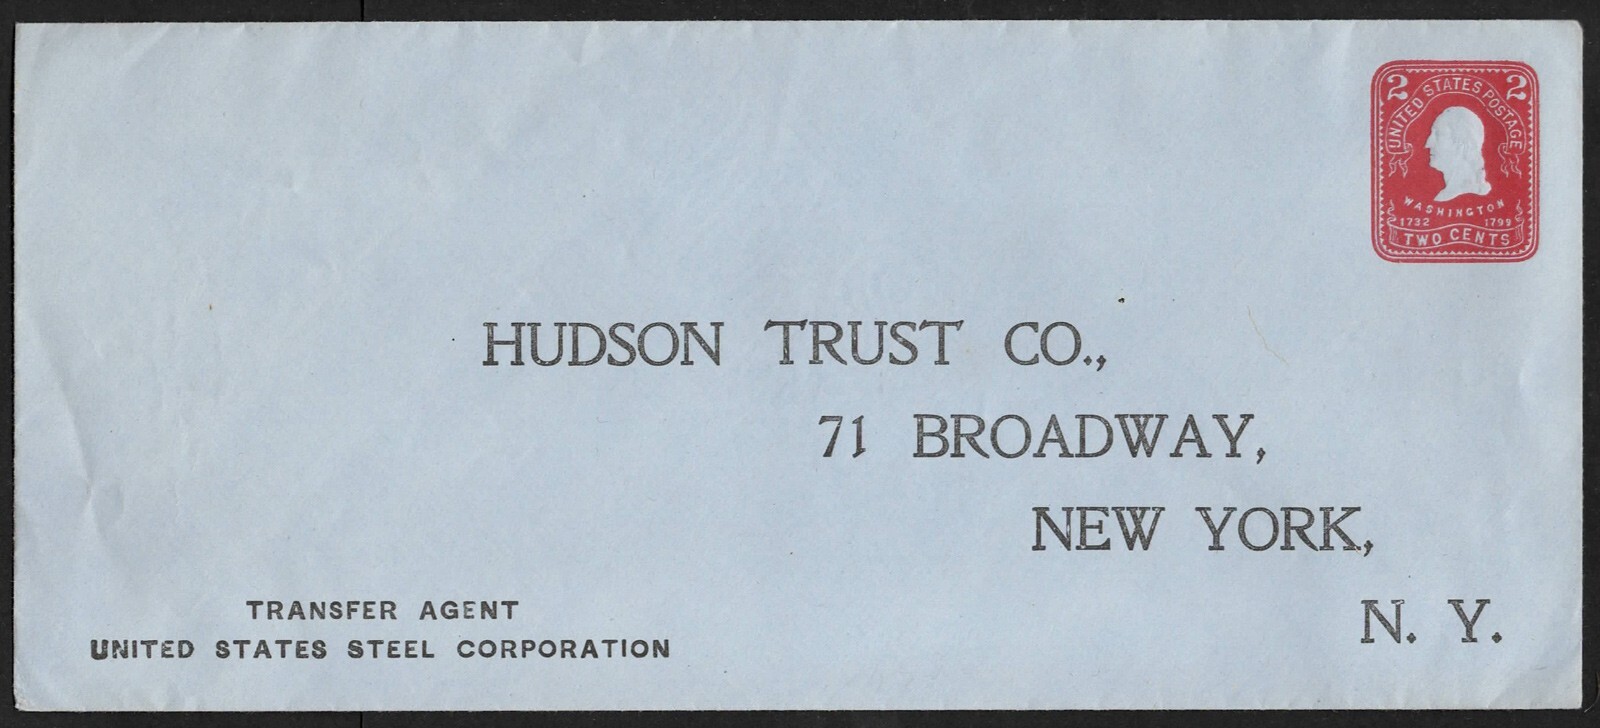 2 2
UNITED STATES POSTAGE
WASHINGTON
1732 1799
TWO CENTS
HUDSON TRUST CO.,
71 BROADWAY,
NEW YORK,
N. Y.
TRANSFER AGENT
UNITED STATES STEEL CORPORATION